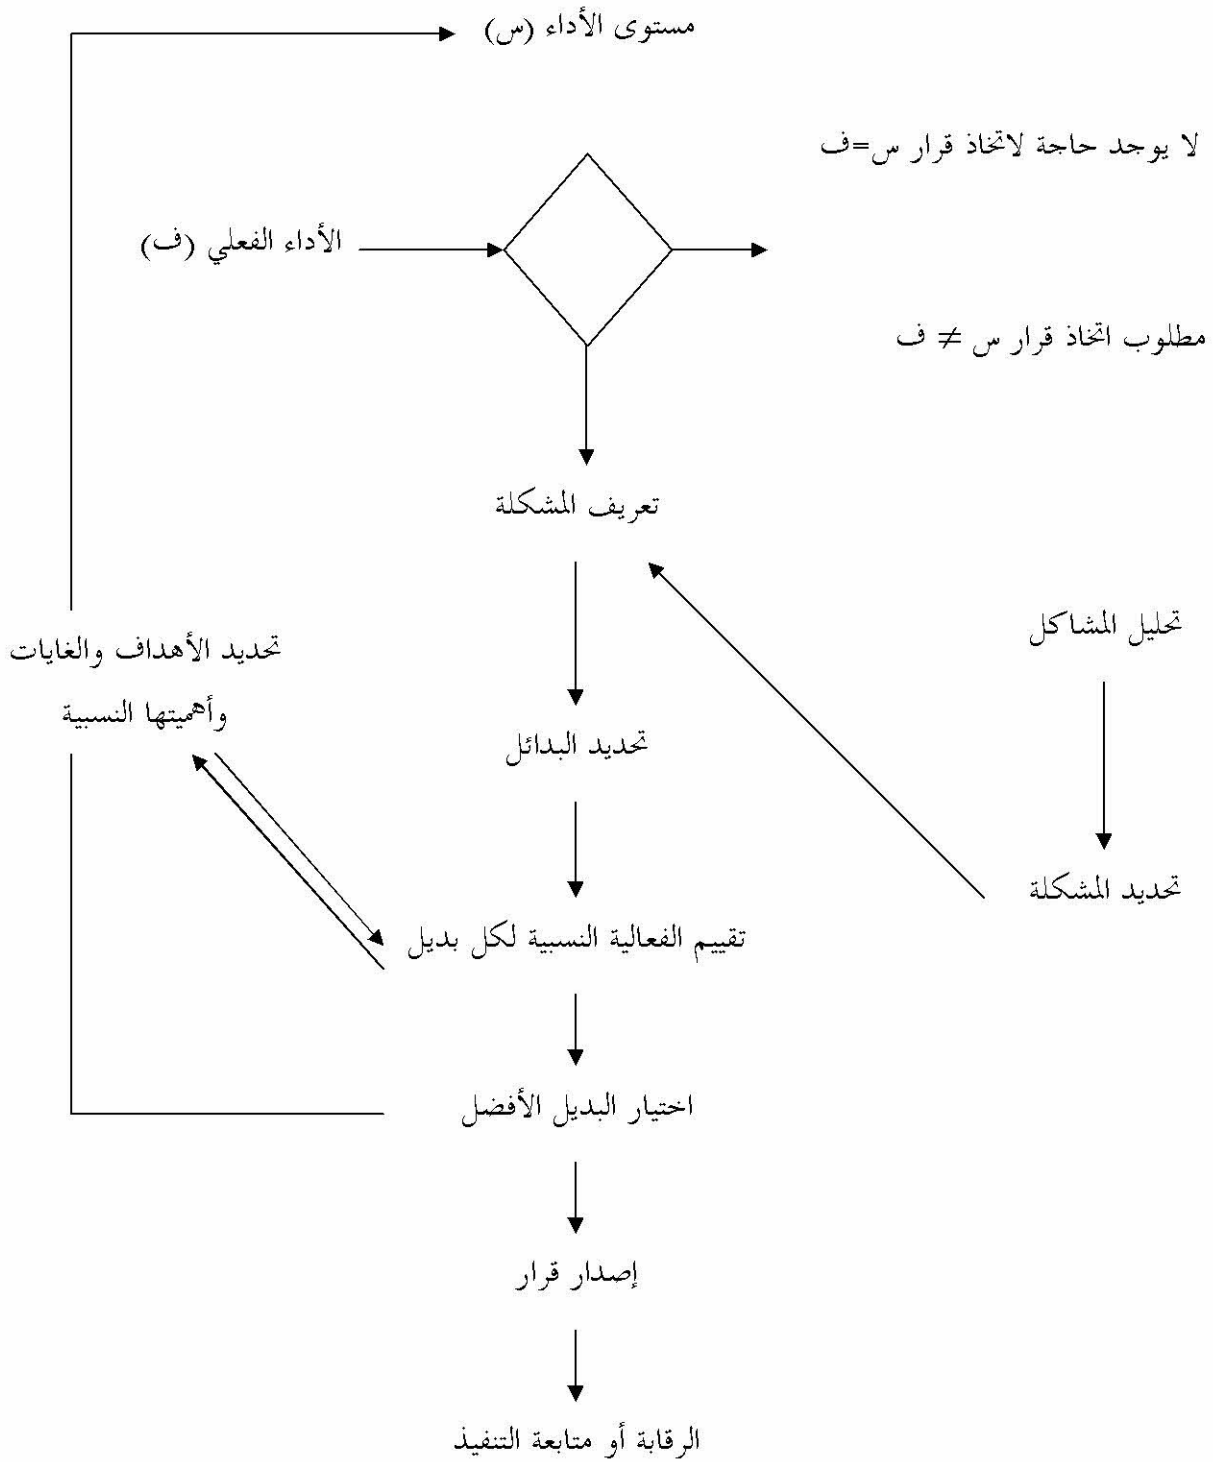 مستوى الأداء (س)
لا يوجد حاجة لاتخاذ قرار س=ف
الأداء الفعلي (ف)
مطلوب اتخاذ قرار س ≠ ف
تعريف المشكلة
تحليل المشاكل
تحديد الأهداف والغايات
وأهميتها النسبية
تحديد البدائل
تحديد المشكلة
تقييم الفعالية النسبية لكل بديل
اختيار البديل الأفضل
إصدار قرار
الرقابة أو متابعة التنفيذ